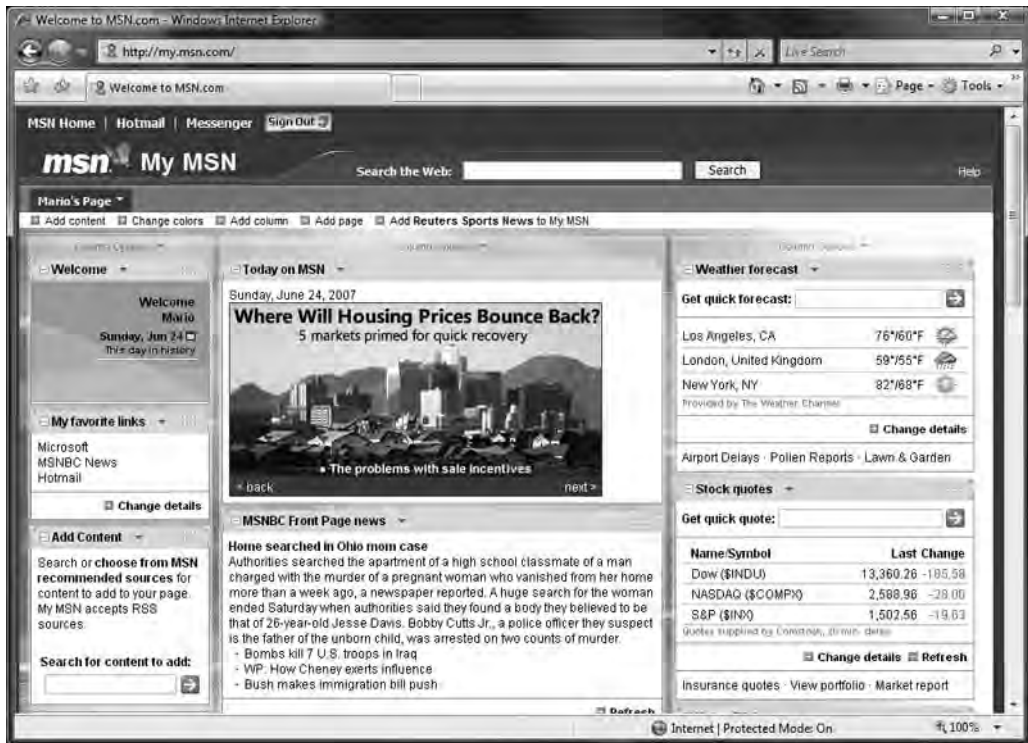 Welcome to MSN.com - Windows Internet Explorer
http://my.msn.com/
Live Search
Welcome to MSN.com
Page
Tools
MSN Home | Hotmail | Messenger
Sign Out
msn My MSN
Search the Web:
Search
Help
Mario's Page
Add content
Change colors
Add column
Add page
Add Reuters Sports News to My MSN
Welcome
Welcome
Mario
Sunday, Jun 24
This day in history
My favorite links
Microsoft
MSNBC News
Hotmail
Change details
Add Content
Search or choose from MSN
recommended sources for
content to add to your page.
My MSN accepts RSS
sources.
Search for content to add:
Today on MSN
Sunday, June 24, 2007
Where Will Housing Prices Bounce Back?
5 markets primed for quick recovery
• The problems with sale incentives
< back
next >
MSNBC Front Page news
Home searched in Ohio mom case
Authorities searched the apartment of a high school classmate of a man
charged with the murder of a pregnant woman who vanished from her home
more than a week ago, a newspaper reported. A huge search for the woman
ended Saturday when authorities said they found a body they believed to be
that of 26-year-old Jesse Davis. Bobby Cutts Jr., a police officer they suspect
is the father of the unborn child, was arrested on two counts of murder.
- Bombs kill 7 U.S. troops in Iraq
- WP: How Cheney exerts influence
- Bush makes immigration bill push
Refresh
Weather forecast
Get quick forecast:
Los Angeles, CA 76°/60°F
London, United Kingdom 59°/55°F
New York, NY 82°/68°F
Provided by The Weather Channel
Change details
Airport Delays · Pollen Reports · Lawn & Garden
Stock quotes
Get quick quote:
Name/Symbol Last Change
Dow ($INDU) 13,360.26 -185.58
NASDAQ ($COMPX) 2,588.96 -28.00
S&P ($INX) 1,502.56
Quotes supplied by Comstock, 20 min. delay
Change details Refresh
Insurance quotes · View portfolio · Market report
Internet | Protected Mode: On
100%